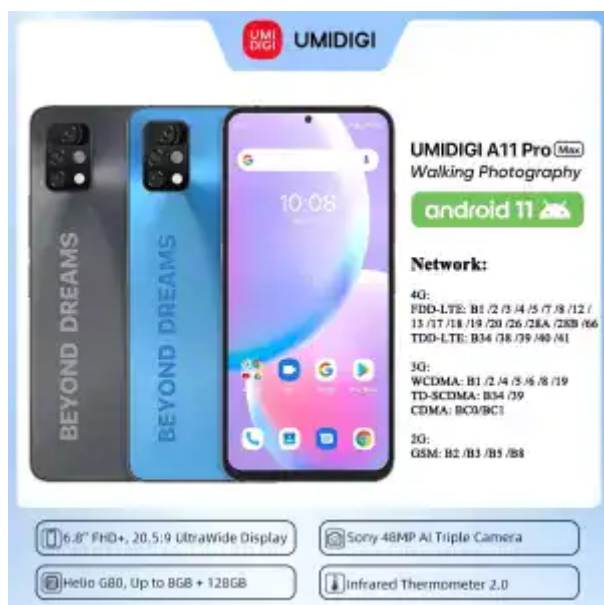 UMI
DIGI
UMIDIGI
UMIDIGI A11 Pro Max
Walking Photography
android 11
Network:
4G:
FDD-LTE: B1 /2 /3 /4 /5 /7 /8 /12 /
13 /17 /18 /19 /20 /26 /28A /28B /66
TDD-LTE: B34 /38 /39 /40 /41
3G:
WCDMA: B1 /2 /4 /5 /6 /8 /19
TD-SCDMA: B34 /39
CDMA: BC0/BC1
2G:
GSM: B2 /B3 /B5 /B8
BEYOND DREAMS
BEYOND DREAMS
10:08
6.8" FHD+, 20.5:9 UltraWide Display
Sony 48MP AI Triple Camera
Helio G80, Up to 8GB + 128GB
Infrared Thermometer 2.0